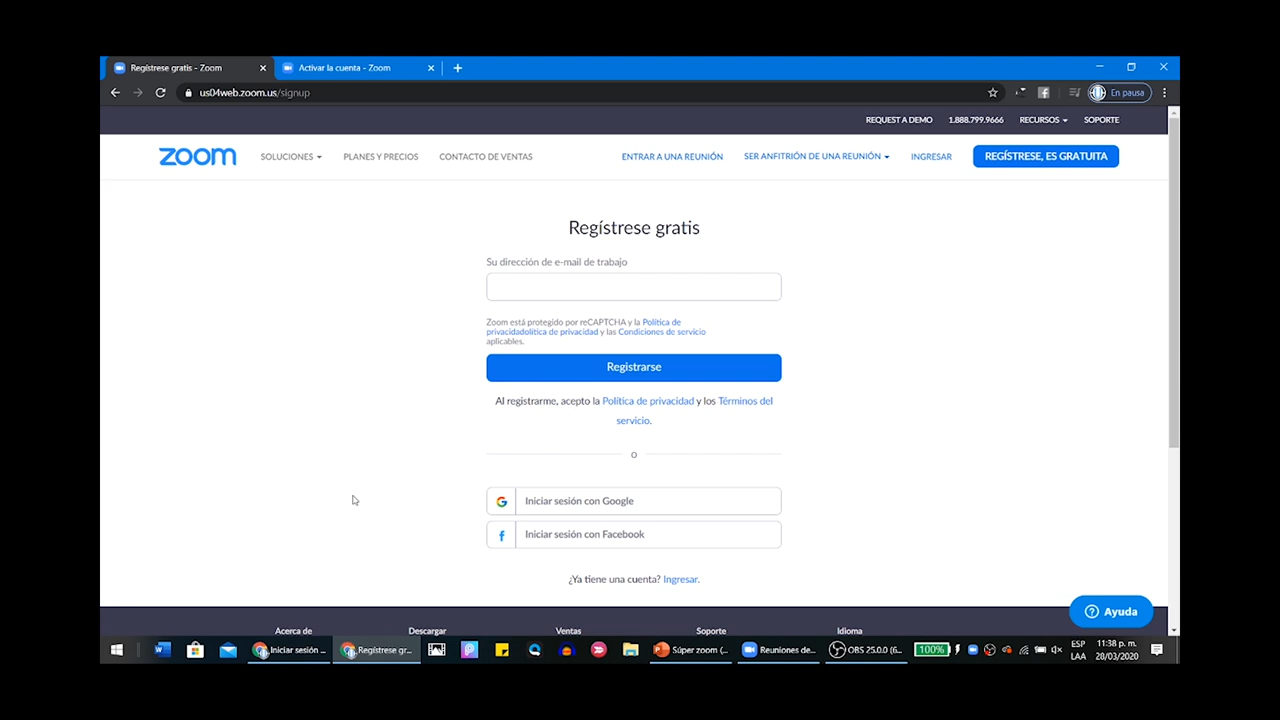 Regístrese gratis - Zoom
Activar la cuenta - Zoom
us04web.zoom.us/signup
En pausa
REQUEST A DEMO
1.888.799.9666
RECURSOS
SOPORTE
zoom
SOLUCIONES
PLANES Y PRECIOS
CONTACTO DE VENTAS
ENTRAR A UNA REUNIÓN
SER ANFITRIÓN DE UNA REUNIÓN
INGRESAR
REGÍSTRESE, ES GRATUITA
Regístrese gratis
Su dirección de e-mail de trabajo
Zoom está protegido por reCAPTCHA y la Política de
privacidadolítica de privacidad y las Condiciones de servicio
aplicables.
Registrarse
Al registrarme, acepto la Política de privacidad y los Términos del
servicio.
o
Iniciar sesión con Google
Iniciar sesión con Facebook
¿Ya tiene una cuenta? Ingresar.
Ayuda
Acerca de
Descargar
Ventas
Soporte
Idioma
Iniciar sesión ...
Regístrese gr...
Súper zoom (...
Reuniones de...
OBS 25.0.0 (6...
100%
ESP
LAA
11:38 p. m.
28/03/2020